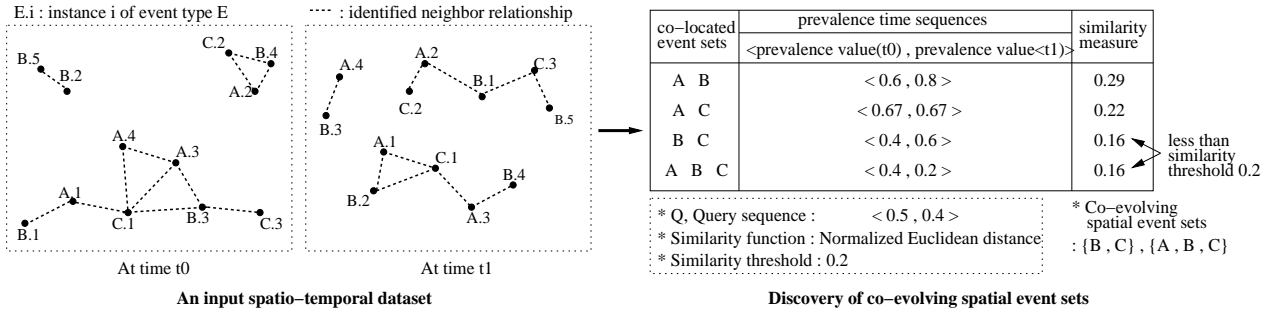 E.i : instance i of event type E
: identified neighbor relationship
B.5
B.2
C.2
B.4
A.2
A.4
A.3
A.1
B.1
C.1
B.3
C.3
At time t0
A.4
B.3
A.2
C.2
B.1
C.3
B.5
A.1
C.1
B.2
B.4
A.3
At time t1
An input spatio−temporal dataset
co−located event sets
prevalence time sequences
<prevalence value(t0) , prevalence value<t1)>
similarity measure
A B < 0.6 , 0.8 > 0.29
A C < 0.67 , 0.67 > 0.22
B C < 0.4 , 0.6 > 0.16
A B C < 0.4 , 0.2 > 0.16
less than
similarity
threshold 0.2
* Q, Query sequence : < 0.5 , 0.4 >
* Similarity function : Normalized Euclidean distance
* Similarity threshold : 0.2
* Co−evolving
spatial event sets
: {B , C} , {A , B , C}
Discovery of co−evolving spatial event sets